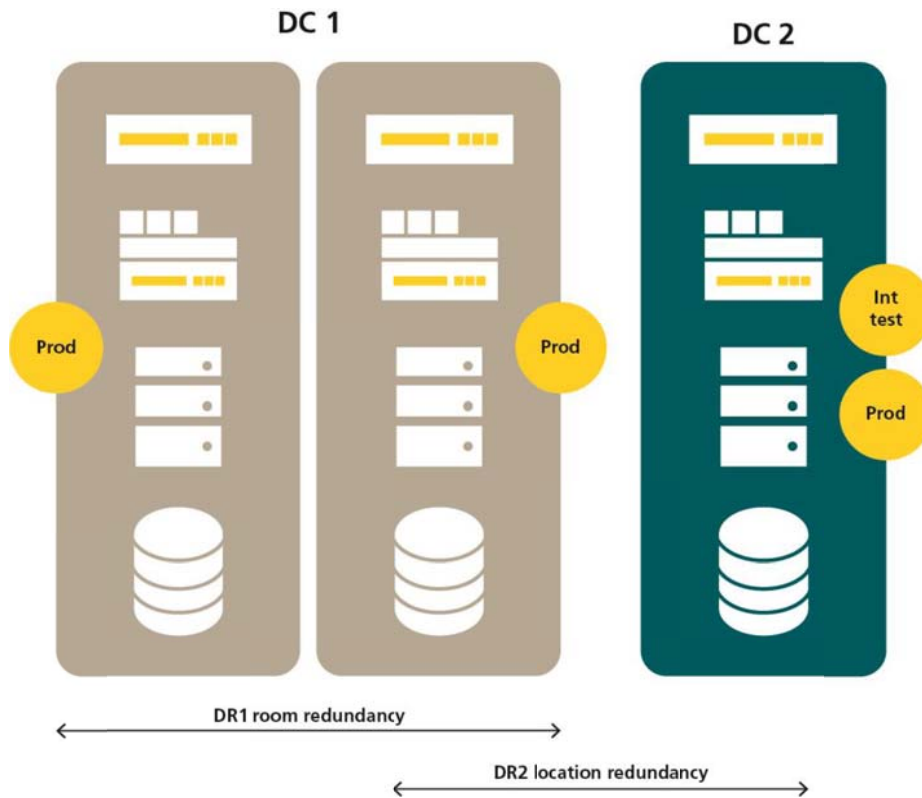 DC 1
DC 2
Prod
Prod
Int
test
Prod
DR1 room redundancy
DR2 location redundancy